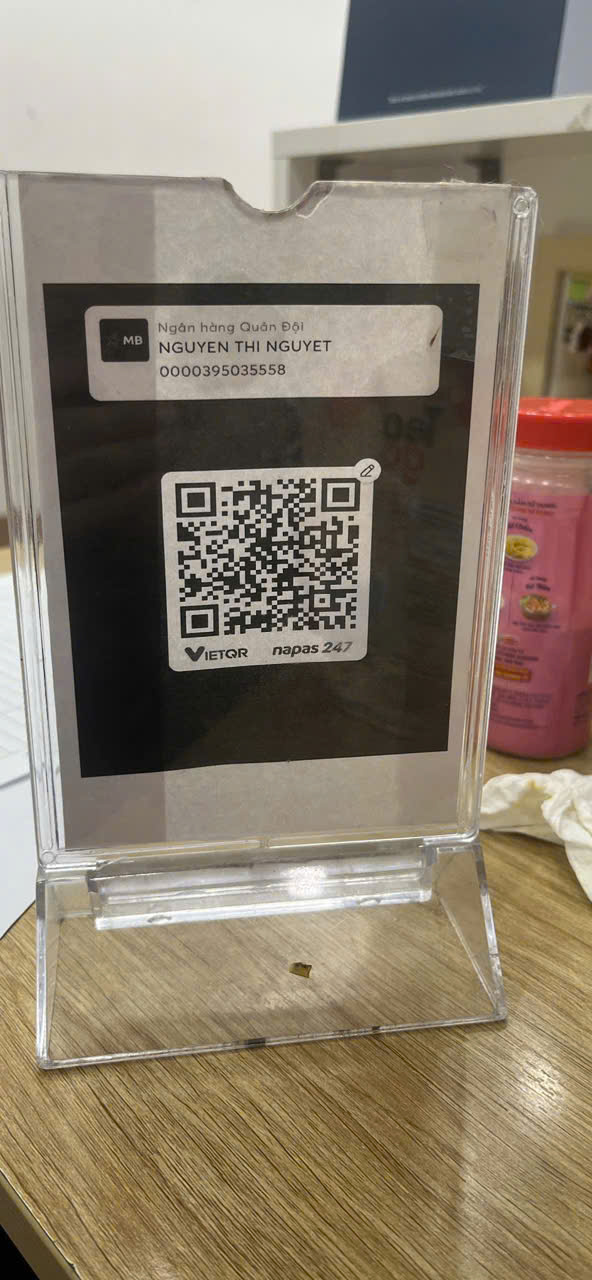 MB
Ngân hàng Quân Đội
NGUYEN THI NGUYET
0000395035558
VIETQR
napas 247